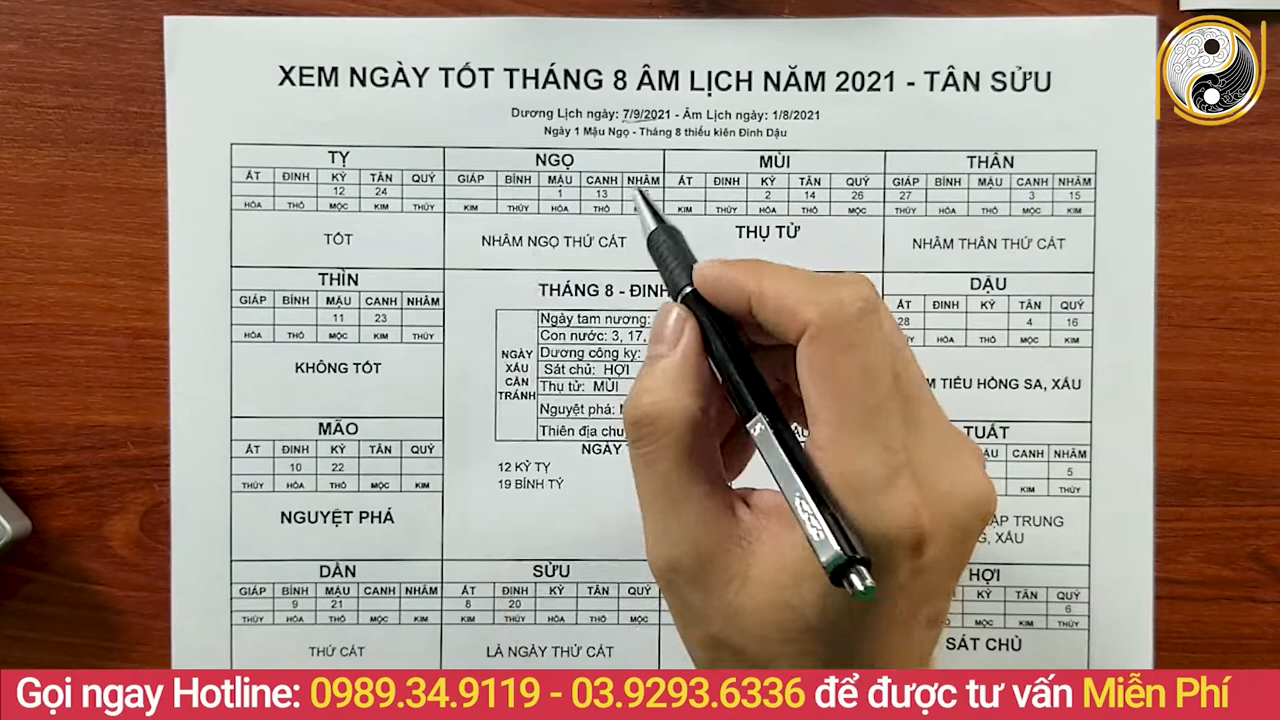 XEM NGÀY TỐT THÁNG 8 ÂM LỊCH NĂM 2021 - TÂN SỬU
Dương Lịch ngày: 7/9/2021 - Âm Lịch ngày: 1/8/2021
Ngày 1 Mậu Ngọ - Tháng 8 thiếu kiên Đinh Dậu
TỴ NGỌ MÙI THÂN
ẤT ĐINH KỶ TÂN QUÝ GIÁP BÍNH MẬU CANH NHÂM ẤT ĐINH KỶ TÂN QUÝ GIÁP BÍNH MẬU CANH NHÂM
12 24 1 13 2 14 26 27 3 15
HỎA THỔ MỘC KIM THỦY KIM THỦY HỎA THỔ KIM THỦY HỎA THỔ MỘC THỦY HỎA THỔ MỘC KIM
TỐT
NHÂM NGỌ THỨ CÁT
THỤ TỬ
NHÂM THÂN THỨ CÁT
THÌN
GIÁP BÍNH MẬU CANH NHÂM
11 23
HỎA THỔ MỘC KIM THỦY
KHÔNG TỐT
THÁNG 8 - ĐINH
NGÀY XẤU CẦN TRÁNH
Ngày tam nương:
Con nước: 3, 17,
Dương công kỵ:
Sát chủ: HỢI
Thụ tử: MÙI
Nguyệt phá:
Thiên địa
NGÀY
12 KỶ TỴ
19 BÍNH TÝ
DẬU
ẤT ĐINH KỶ TÂN QUÝ
28 4 16
THỦY HỎA THỔ MỘC KIM
TIỂU HỒNG SA, XẤU
MÃO
ẤT ĐINH KỶ TÂN QUÝ
10 22
THỦY HỎA THỔ MỘC KIM
NGUYỆT PHÁ
TUẤT
CANH NHÂM
5
KIM THỦY
TRUNG
XẤU
DẦN SỬU HỢI
GIÁP BÍNH MẬU CANH NHÂM ẤT ĐINH KỶ TÂN QUÝ KỶ TÂN QUÝ
9 21 8 20 6
THỦY HỎA THỔ MỘC KIM KIM THỦY HỎA THỔ MỘC MỘC KIM THỦY
THỨ CÁT
LÀ NGÀY THỨ CÁT
SÁT CHỦ
Gọi ngay Hotline: 0989.34.9119 - 03.9293.6336 để được tư vấn Miễn Phí